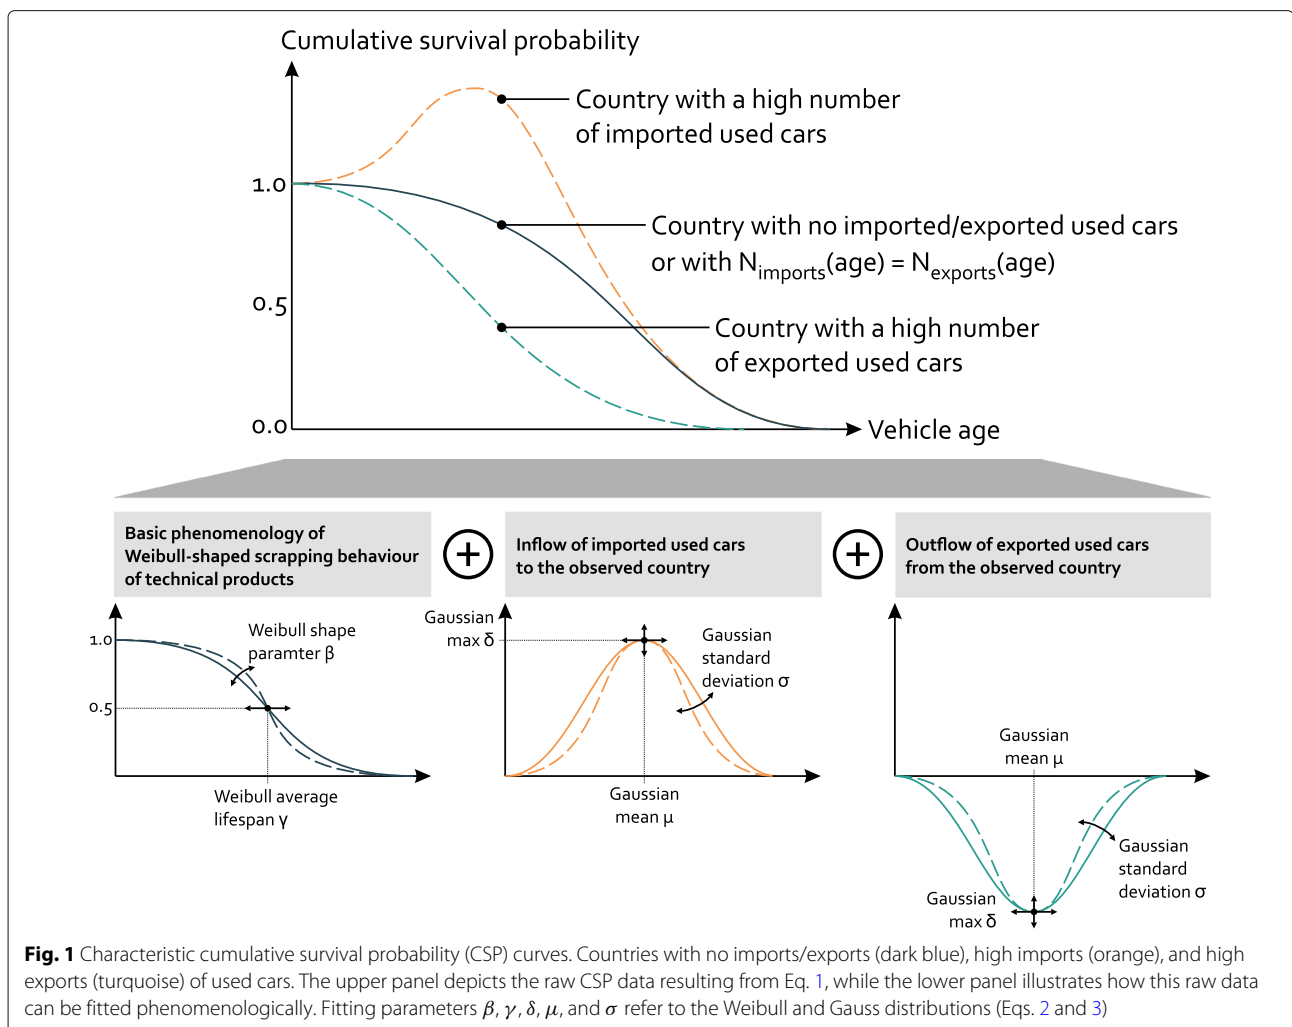 Cumulative survival probability
Country with a high number
of imported used cars
1.0
Country with no imported/exported used cars
or with Nimports(age) = Nexports(age)
0.5
Country with a high number
of exported used cars
0.0
Vehicle age
Basic phenomenology of
Weibull-shaped scrapping behaviour
of technical products
+
Inflow of imported used cars
to the observed country
+
Outflow of exported used cars
from the observed country
1.0
Weibull shape
paramter β
0.5
Weibull average
lifespan γ
Gaussian
max δ
Gaussian
standard
deviation σ
Gaussian
mean μ
Gaussian
mean μ
Gaussian
standard
deviation σ
Gaussian
max δ
Fig. 1 Characteristic cumulative survival probability (CSP) curves. Countries with no imports/exports (dark blue), high imports (orange), and high
exports (turquoise) of used cars. The upper panel depicts the raw CSP data resulting from Eq. 1, while the lower panel illustrates how this raw data
can be fitted phenomenologically. Fitting parameters β, γ, δ, μ, and σ refer to the Weibull and Gauss distributions (Eqs. 2 and 3)